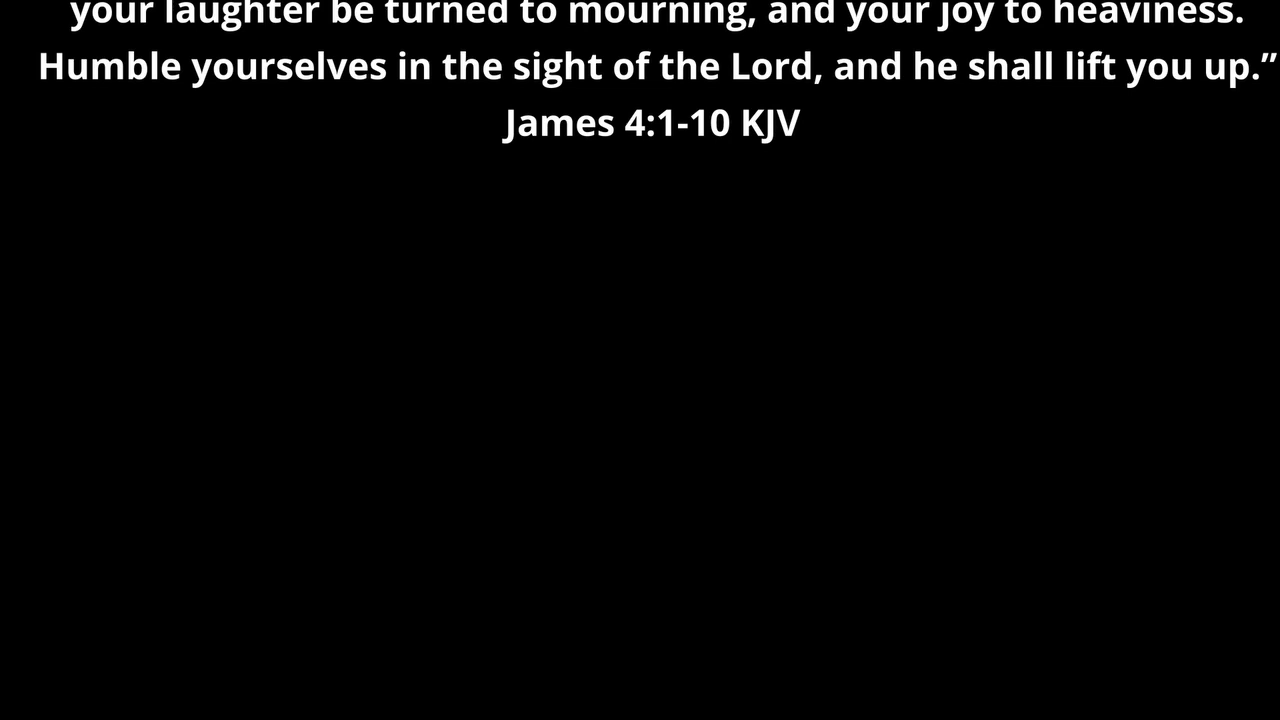 your laughter be turned to mourning, and your joy to heaviness.
Humble yourselves in the sight of the Lord, and he shall lift you up.”
James 4:1-10 KJV